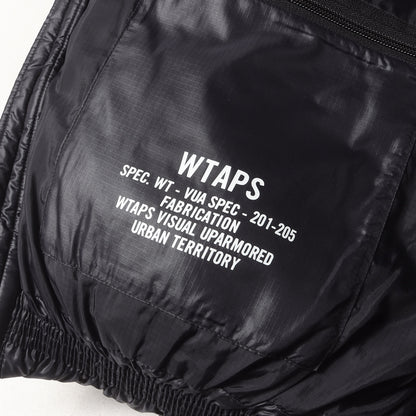 WTAPS
SPEC. WT - VUA SPEC - 201-205
FABRICATION
WTAPS VISUAL UPARMORED
URBAN TERRITORY